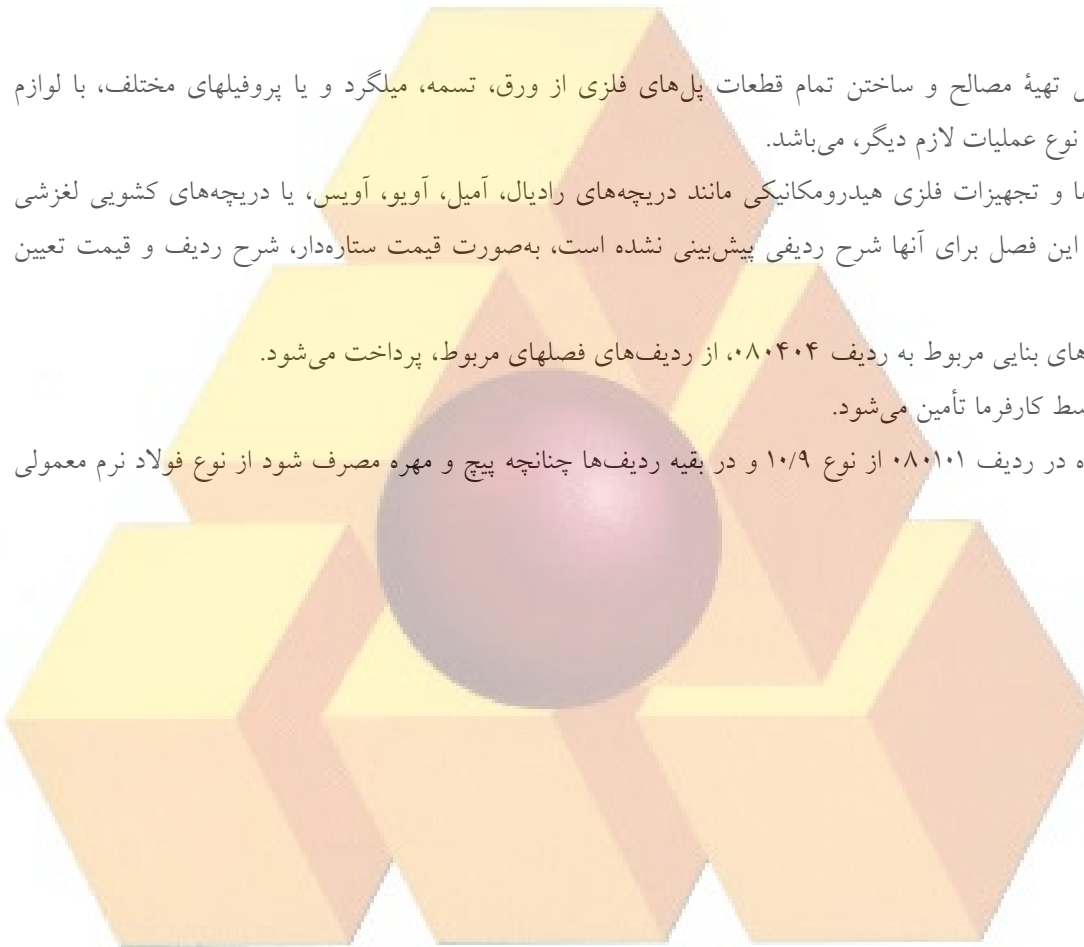 تهیهٔ مصالح و ساختن تمام قطعات پل‌های فلزی از ورق، تسمه، میلگرد و یا پروفیلهای مختلف، با لوازم
نوع عملیات لازم دیگر، می‌باشد.
و تجهیزات فلزی هیدرومکانیکی مانند دریچه‌های رادیال، آمیل، آویو، آویس، یا دریچه‌های کشویی لغزشی
این فصل برای آنها شرح ردیفی پیش‌بینی نشده است، به‌صورت قیمت ستاره‌دار، شرح ردیف و قیمت تعیین
های بنایی مربوط به ردیف ۰۸۰۴۰۴، از ردیف‌های فصلهای مربوط، پرداخت می‌شود.
کارفرما تأمین می‌شود.
در ردیف ۰۸۰۱۰۱ از نوع ۱۰/۹ و در بقیه ردیف‌ها چنانچه پیچ و مهره مصرف شود از نوع فولاد نرم معمولی